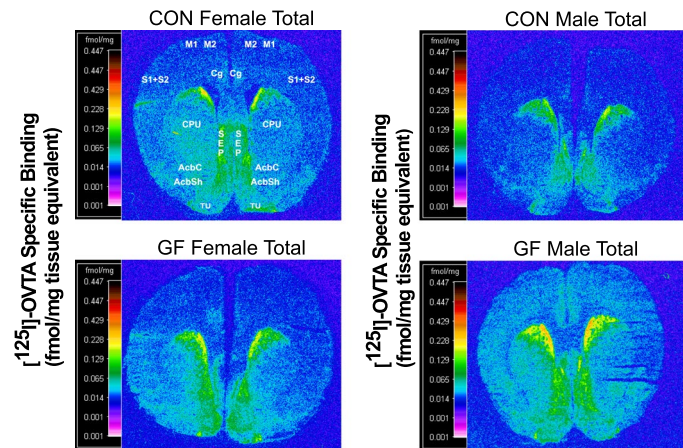 CON Female Total
CON Male Total
[125I]-OVTA Specific Binding
(fmol/mg tissue equivalent)
fmol/mg
0.447
0.447
0.429
0.228
0.129
0.065
0.014
0.001
0.001
M1 M2 M2 M1
Cg Cg
S1+S2 S1+S2
CPU CPU
S E P S E P
AcbC AcbC
AcbSh AcbSh
TU TU
[125I]-OVTA Specific Binding
(fmol/mg tissue equivalent)
fmol/mg
0.447
0.447
0.429
0.228
0.129
0.065
0.014
0.001
0.001
GF Female Total
GF Male Total
fmol/mg
0.447
0.447
0.429
0.228
0.129
0.065
0.014
0.001
0.001
fmol/mg
0.447
0.447
0.429
0.228
0.129
0.065
0.014
0.001
0.001